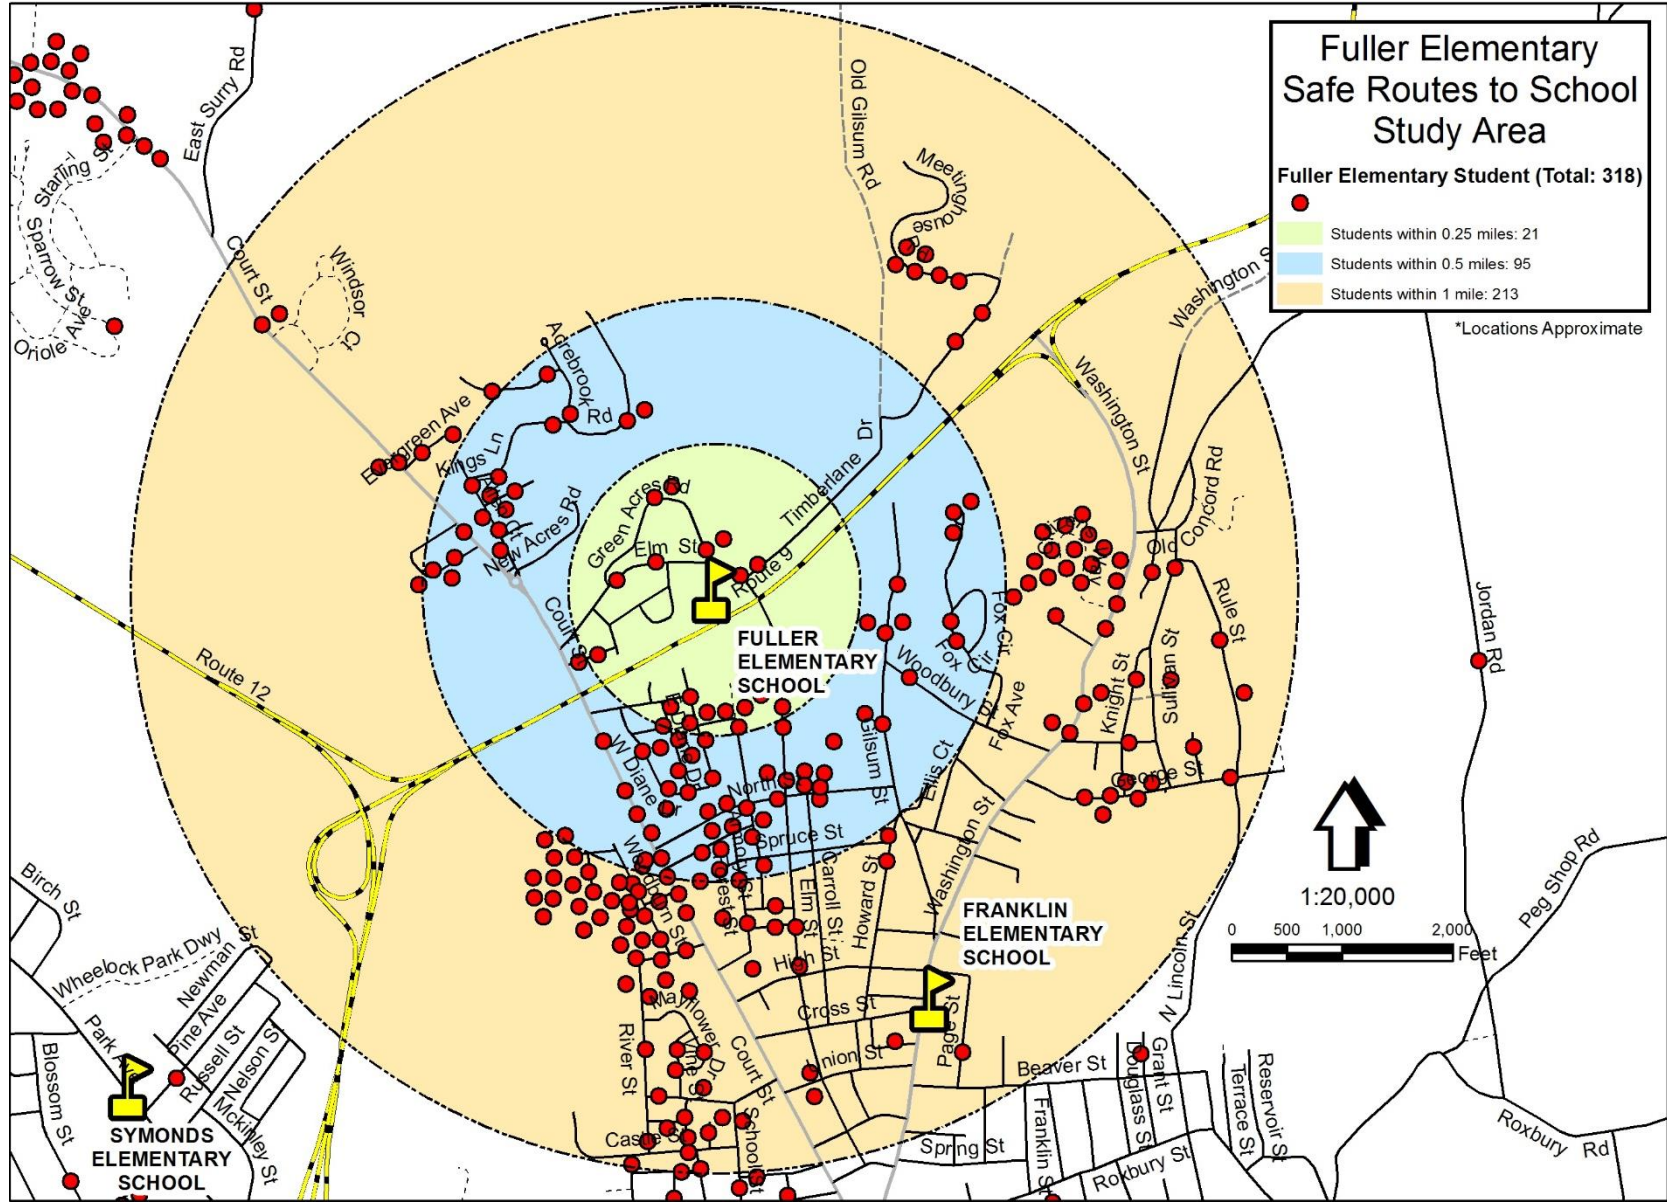 Fuller Elementary
Safe Routes to School
Study Area
Fuller Elementary Student (Total: 318)
Students within 0.25 miles: 21
Students within 0.5 miles: 95
Students within 1 mile: 213
*Locations Approximate
East Surry Rd
Starling St
Sparrow St
Oriole Ave
Court St
Windsor Ct
Old Gilsum Rd
Meetinghouse
Washington S
Acrebrook
Rd
Evergreen Ave
Kings Ln
New Acres Rd
Green Acres Rd
Elm St
Timberlane Dr
Route 9
Washington St
Old Concord Rd
Rule St
Jordan Rd
Court St
FULLER
ELEMENTARY
SCHOOL
Fox Cir
Fox Cir
Woodbury St
Fox Ave
Knight St
Sullivan St
Route 12
W Diane Dr
North St
Gilsum St
Ellis Ct
George St
Spruce St
Washington St
Carroll St
Howard St
Elm St
High St
FRANKLIN
ELEMENTARY
SCHOOL
1:20,000
0 500 1,000 2,000
Feet
Peg Shop Rd
N Lincoln St
Birch St
Wheelock Park Dwy
Newman St
Pine Ave
Russell St
Nelson St
Mckinley St
Park Ave
Blossom St
SYMONDS
ELEMENTARY
SCHOOL
Mayflower Dr
River St
Vine St
Court St
School St
Castle St
Cross St
Union St
Page St
Spring St
Beaver St
Franklin St
Douglass St
Grant St
Terrace St
Reservoir St
Roxbury St
Roxbury Rd